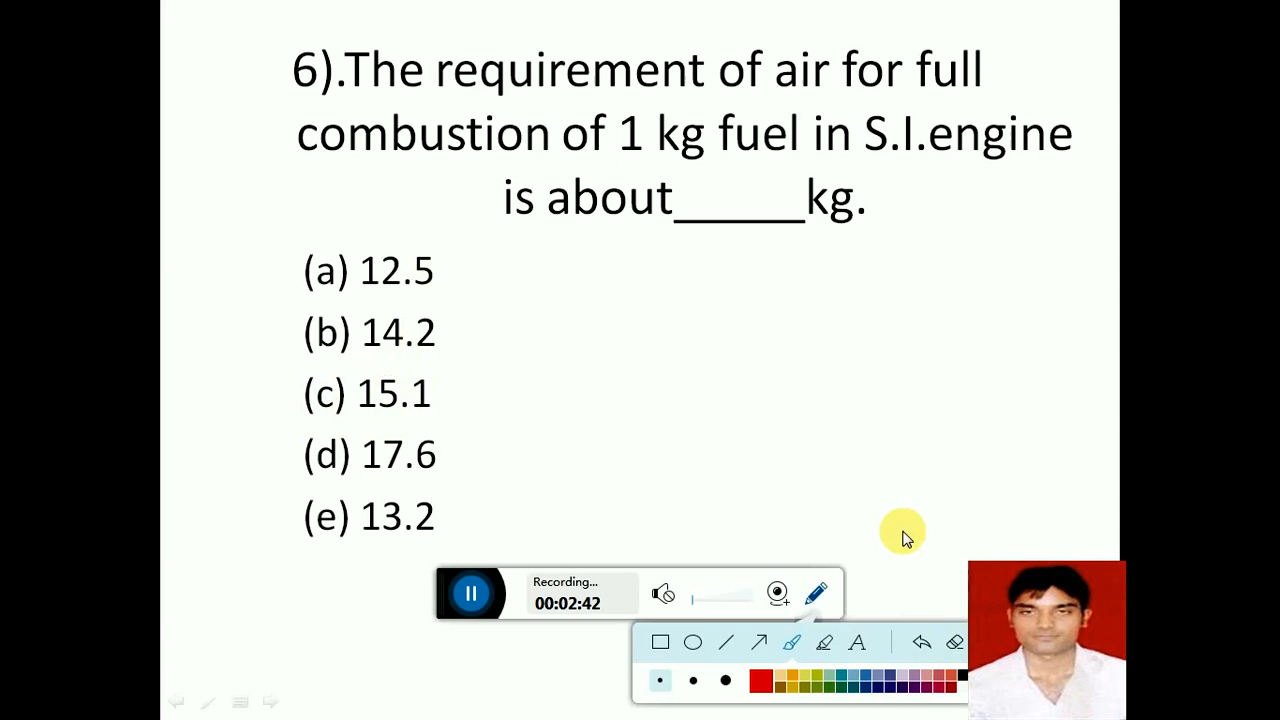 6).The requirement of air for full
combustion of 1 kg fuel in S.I.engine
is about_____kg.
(a) 12.5
(b) 14.2
(c) 15.1
(d) 17.6
(e) 13.2
Recording...
00:02:42
A